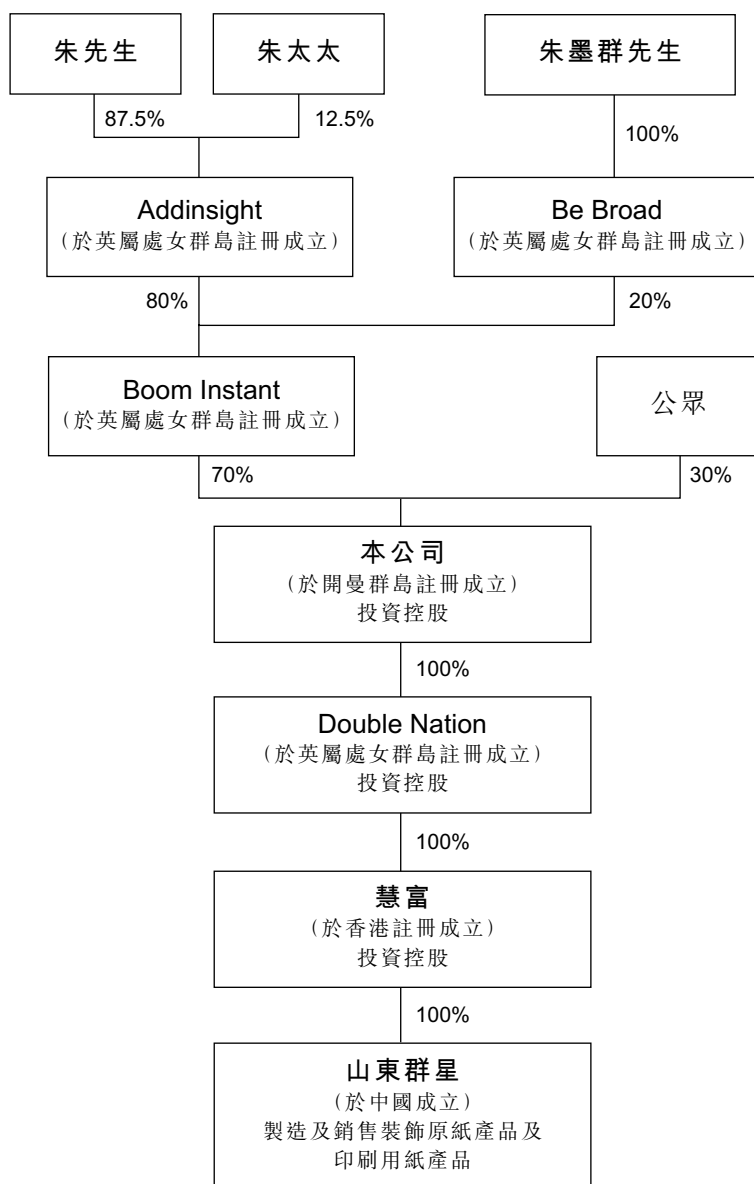 朱先生
朱太太
朱墨群先生
87.5%
12.5%
100%
Addinsight
（於英屬處女群島註冊成立）
Be Broad
（於英屬處女群島註冊成立）
80%
20%
Boom Instant
（於英屬處女群島註冊成立）
公眾
70%
30%
本公司
（於開曼群島註冊成立）
投資控股
100%
Double Nation
（於英屬處女群島註冊成立）
投資控股
100%
慧富
（於香港註冊成立）
投資控股
100%
山東群星
（於中國成立）
製造及銷售裝飾原紙產品及
印刷用紙產品